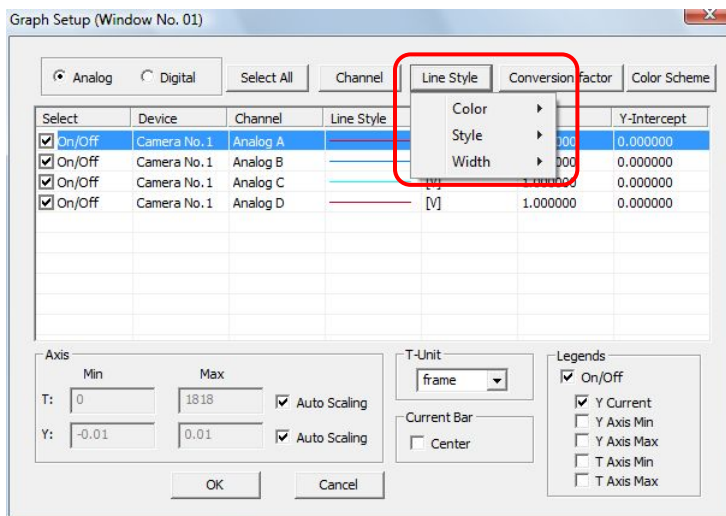 Graph Setup (Window No. 01)
Analog Digital Select All Channel Line Style Conversion factor Color Scheme
Select Device Channel Line Style Y-Intercept
Color
Style
Width
On/Off Camera No.1 Analog A 0.000000
On/Off Camera No.1 Analog B 0.000000
On/Off Camera No.1 Analog C [V] 1.000000 0.000000
On/Off Camera No.1 Analog D [V] 1.000000 0.000000
Axis
Min Max
T: 0 1818 Auto Scaling
Y: -0.01 0.01 Auto Scaling
T-Unit
frame
Current Bar
Center
Legends
On/Off
Y Current
Y Axis Min
Y Axis Max
T Axis Min
T Axis Max
OK Cancel